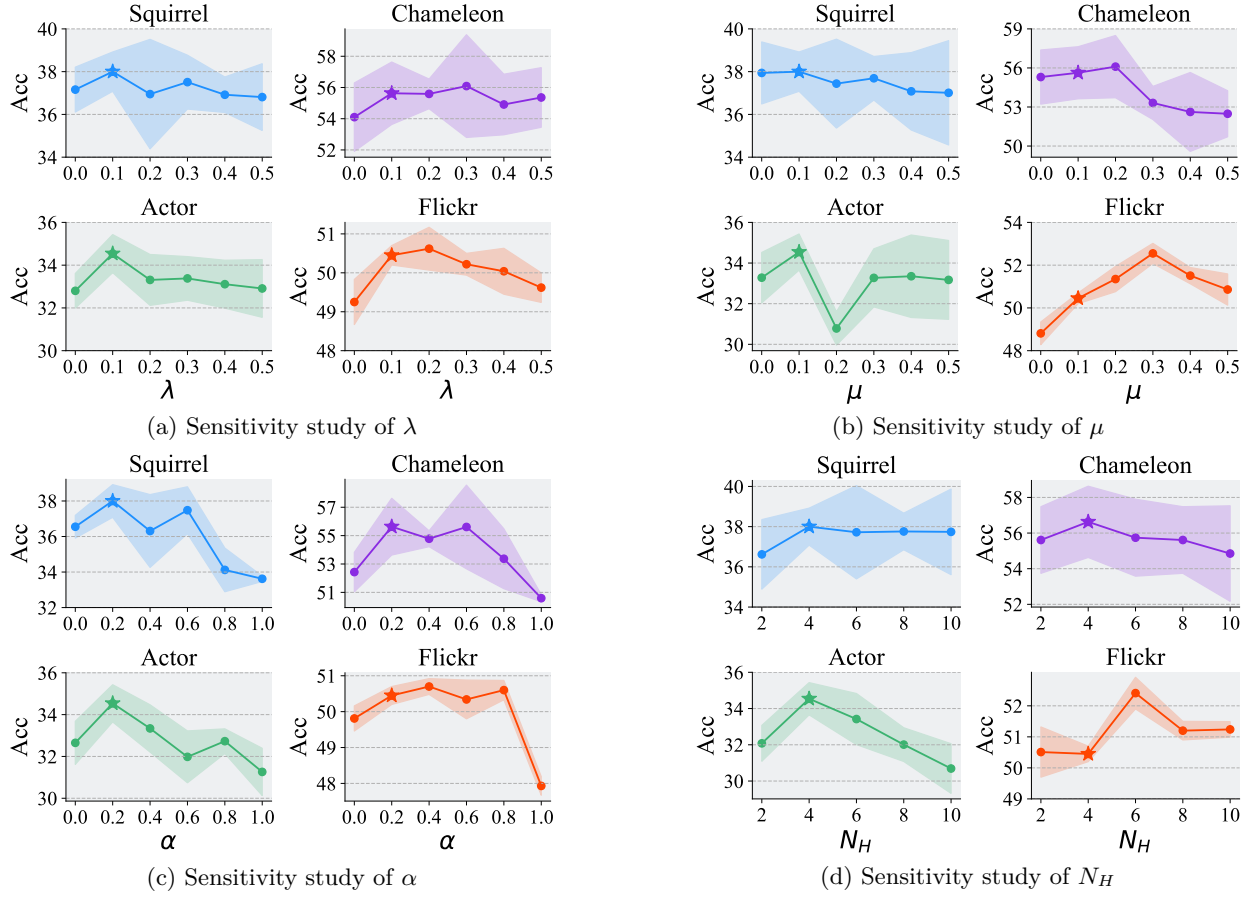 Squirrel
Chameleon
Acc
40
38
36
34
0.0 0.1 0.2 0.3 0.4 0.5
Acc
58
56
54
52
0.0 0.1 0.2 0.3 0.4 0.5
Actor
Flickr
Acc
36
34
32
30
0.0 0.1 0.2 0.3 0.4 0.5
λ
Acc
51
50
49
48
0.0 0.1 0.2 0.3 0.4 0.5
λ
(a) Sensitivity study of λ
Squirrel
Chameleon
Acc
40
38
36
34
0.0 0.1 0.2 0.3 0.4 0.5
Acc
59
56
53
50
0.0 0.1 0.2 0.3 0.4 0.5
Actor
Flickr
Acc
36
34
32
30
0.0 0.1 0.2 0.3 0.4 0.5
μ
Acc
54
52
50
48
0.0 0.1 0.2 0.3 0.4 0.5
μ
(b) Sensitivity study of μ
Squirrel
Chameleon
Acc
38
36
34
32
0.0 0.2 0.4 0.6 0.8 1.0
Acc
57
55
53
51
0.0 0.2 0.4 0.6 0.8 1.0
Actor
Flickr
Acc
36
34
32
30
0.0 0.2 0.4 0.6 0.8 1.0
α
Acc
51
50
49
48
0.0 0.2 0.4 0.6 0.8 1.0
α
(c) Sensitivity study of α
Squirrel
Chameleon
Acc
40
38
36
34
2 4 6 8 10
Acc
58
56
54
52
2 4 6 8 10
Actor
Flickr
Acc
36
34
32
30
2 4 6 8 10
N_H
Acc
52
51
50
49
2 4 6 8 10
N_H
(d) Sensitivity study of N_H